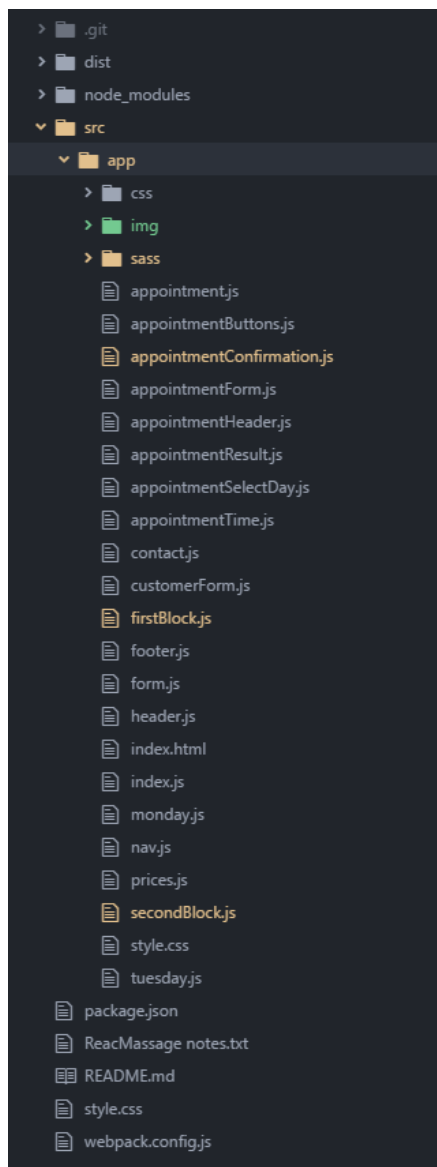 .git
dist
node_modules
src
app
css
img
sass
appointment.js
appointmentButtons.js
appointmentConfirmation.js
appointmentForm.js
appointmentHeader.js
appointmentResult.js
appointmentSelectDay.js
appointmentTime.js
contact.js
customerForm.js
firstBlock.js
footer.js
form.js
header.js
index.html
index.js
monday.js
nav.js
prices.js
secondBlock.js
style.css
tuesday.js
package.json
ReacMassage notes.txt
README.md
style.css
webpack.config.js